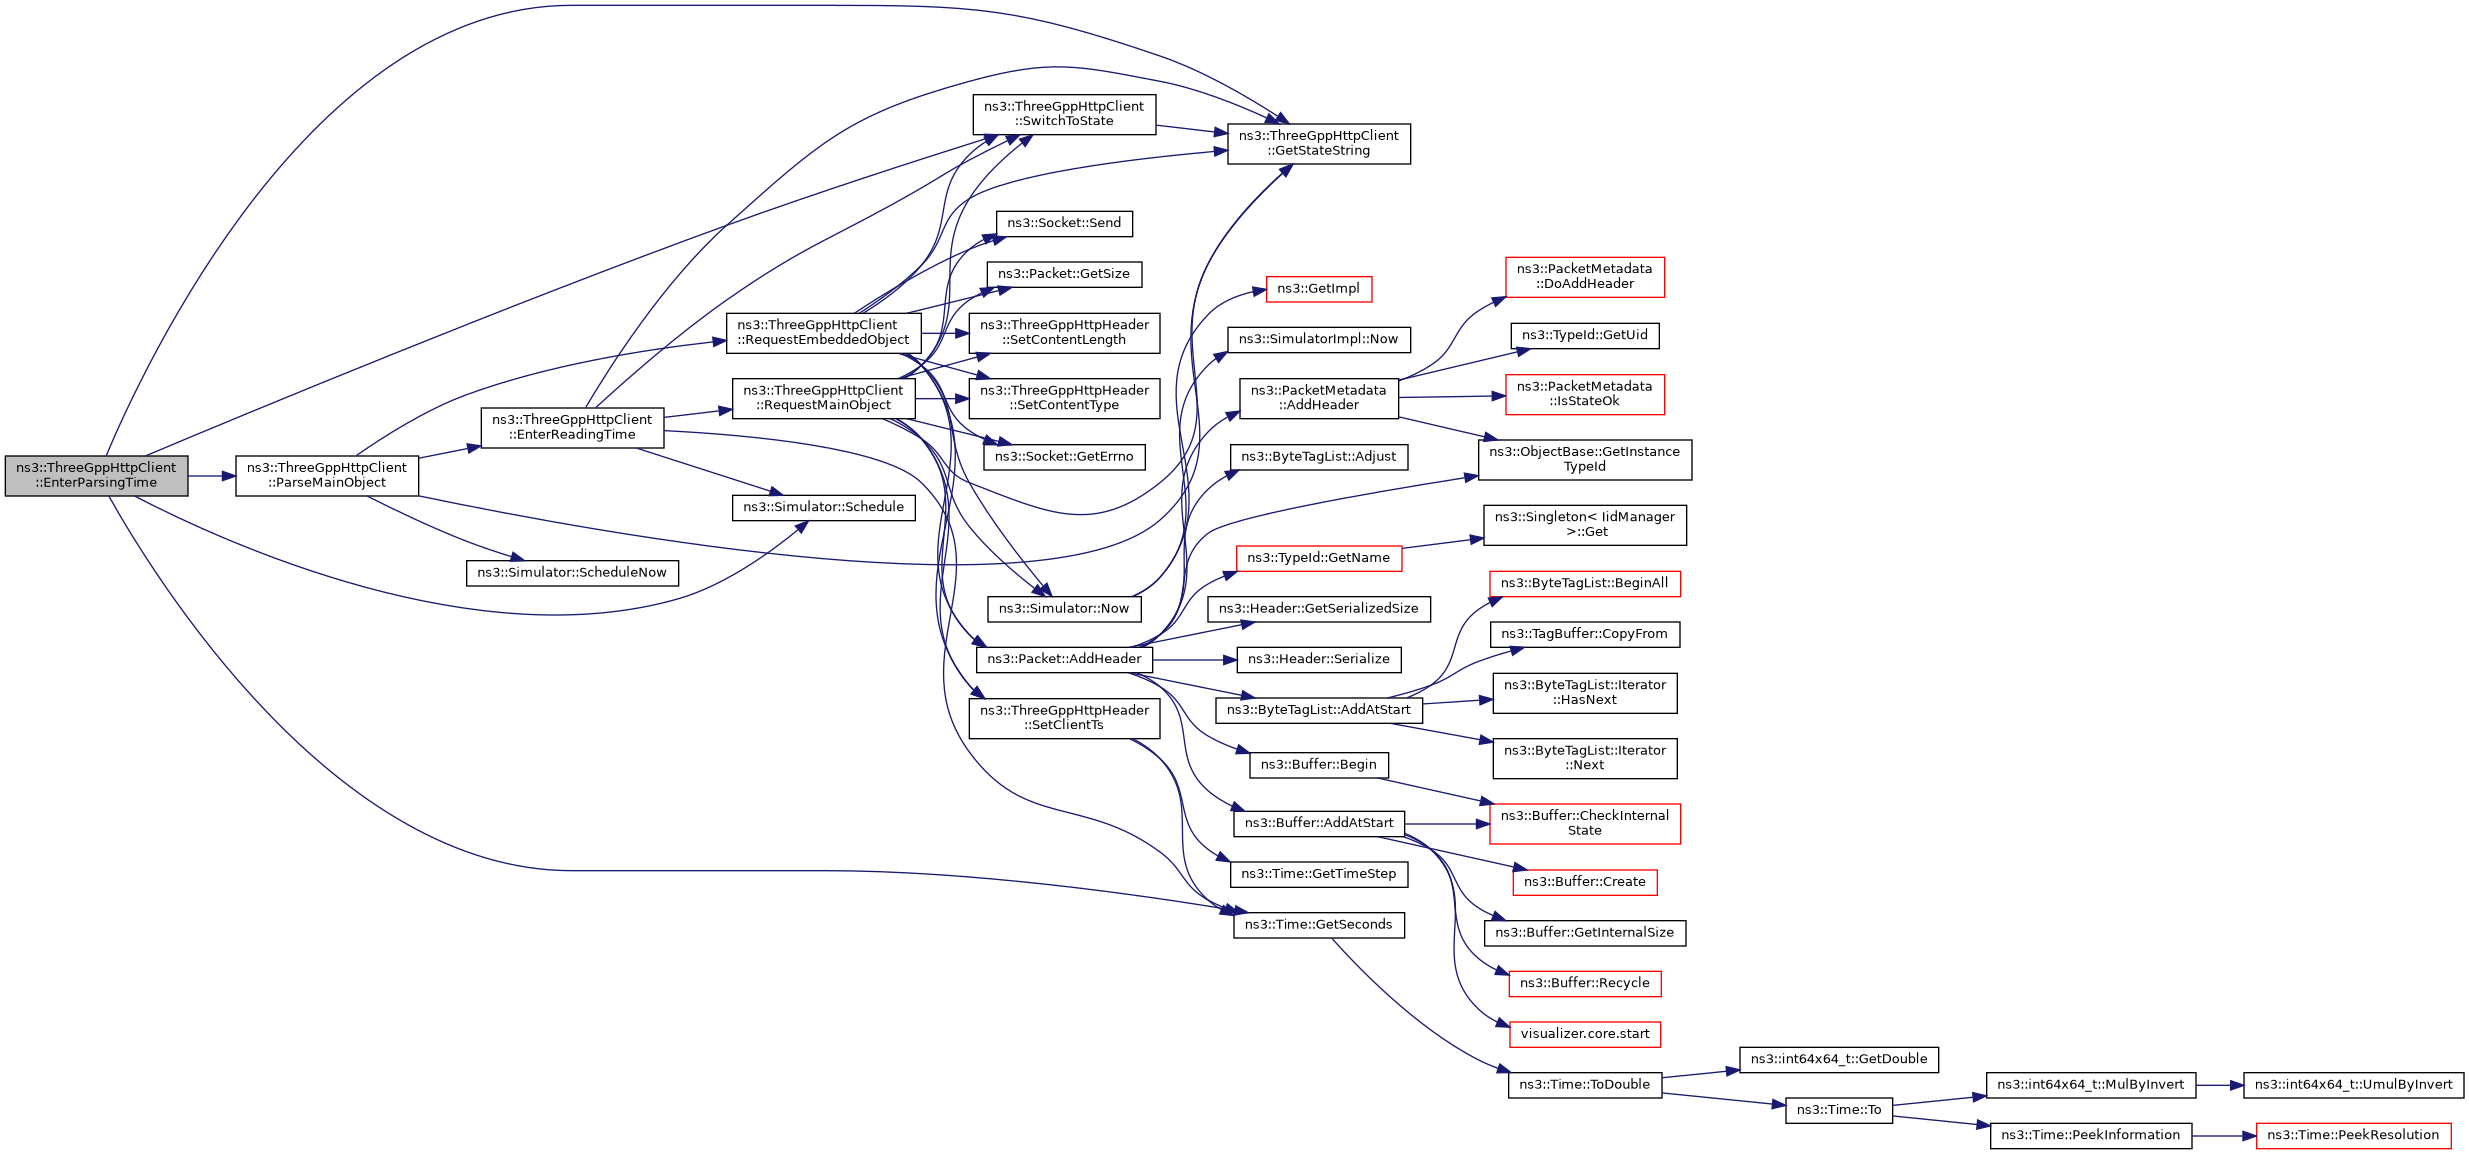 ns3::ThreeGppHttpClient
::EnterParsingTime
ns3::ThreeGppHttpClient
::ParseMainObject
ns3::ThreeGppHttpClient
::EnterReadingTime
ns3::Simulator::ScheduleNow
ns3::ThreeGppHttpClient
::RequestEmbeddedObject
ns3::ThreeGppHttpClient
::RequestMainObject
ns3::Simulator::Schedule
ns3::ThreeGppHttpClient
::SwitchToState
ns3::Socket::Send
ns3::Packet::GetSize
ns3::ThreeGppHttpHeader
::SetContentLength
ns3::ThreeGppHttpHeader
::SetContentType
ns3::Socket::GetErrno
ns3::Simulator::Now
ns3::Packet::AddHeader
ns3::ThreeGppHttpHeader
::SetClientTs
ns3::ThreeGppHttpClient
::GetStateString
ns3::GetImpl
ns3::SimulatorImpl::Now
ns3::PacketMetadata
::AddHeader
ns3::ByteTagList::Adjust
ns3::TypeId::GetName
ns3::Header::GetSerializedSize
ns3::Header::Serialize
ns3::ByteTagList::AddAtStart
ns3::Buffer::Begin
ns3::Buffer::AddAtStart
ns3::Time::GetTimeStep
ns3::Time::GetSeconds
ns3::PacketMetadata
::DoAddHeader
ns3::TypeId::GetUid
ns3::PacketMetadata
::IsStateOk
ns3::ObjectBase::GetInstance
TypeId
ns3::Singleton< IidManager
>::Get
ns3::ByteTagList::BeginAll
ns3::TagBuffer::CopyFrom
ns3::ByteTagList::Iterator
::HasNext
ns3::ByteTagList::Iterator
::Next
ns3::Buffer::CheckInternal
State
ns3::Buffer::Create
ns3::Buffer::GetInternalSize
ns3::Buffer::Recycle
visualizer.core.start
ns3::Time::ToDouble
ns3::int64x64_t::GetDouble
ns3::Time::To
ns3::int64x64_t::MulByInvert
ns3::Time::PeekInformation
ns3::int64x64_t::UmulByInvert
ns3::Time::PeekResolution